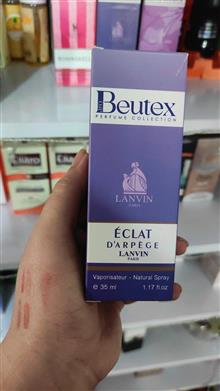 Beutex
PERFUME COLLECTION
LANVIN
PARIS
ÉCLAT
D'ARPÈGE
LANVIN
PARIS
Vaporisateur - Natural Spray
e 35 ml 1.17 fl.oz